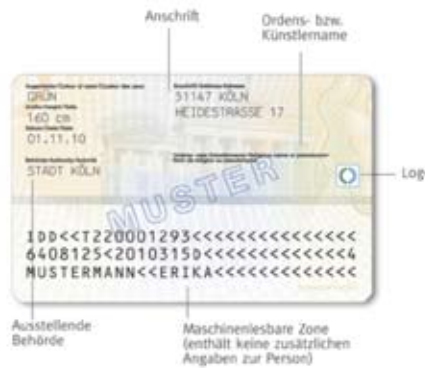 Anschrift
Ordens- bzw.
Künstlername
GRÜN
160 cm
01.11.10
STADT KÖLN
51147 KÖLN
HEIDESTRASSE 17
MUSTER
Log
IDD<<T220001293<<<<<<<<<<<<<<<
6408125<2010315D<<<<<<<<<<<<<4
MUSTERMANN<<ERIKA<<<<<<<<<<<<<
Ausstellende
Behörde
Maschinenlesbare Zone
(enthält keine zusätzlichen
Angaben zur Person)